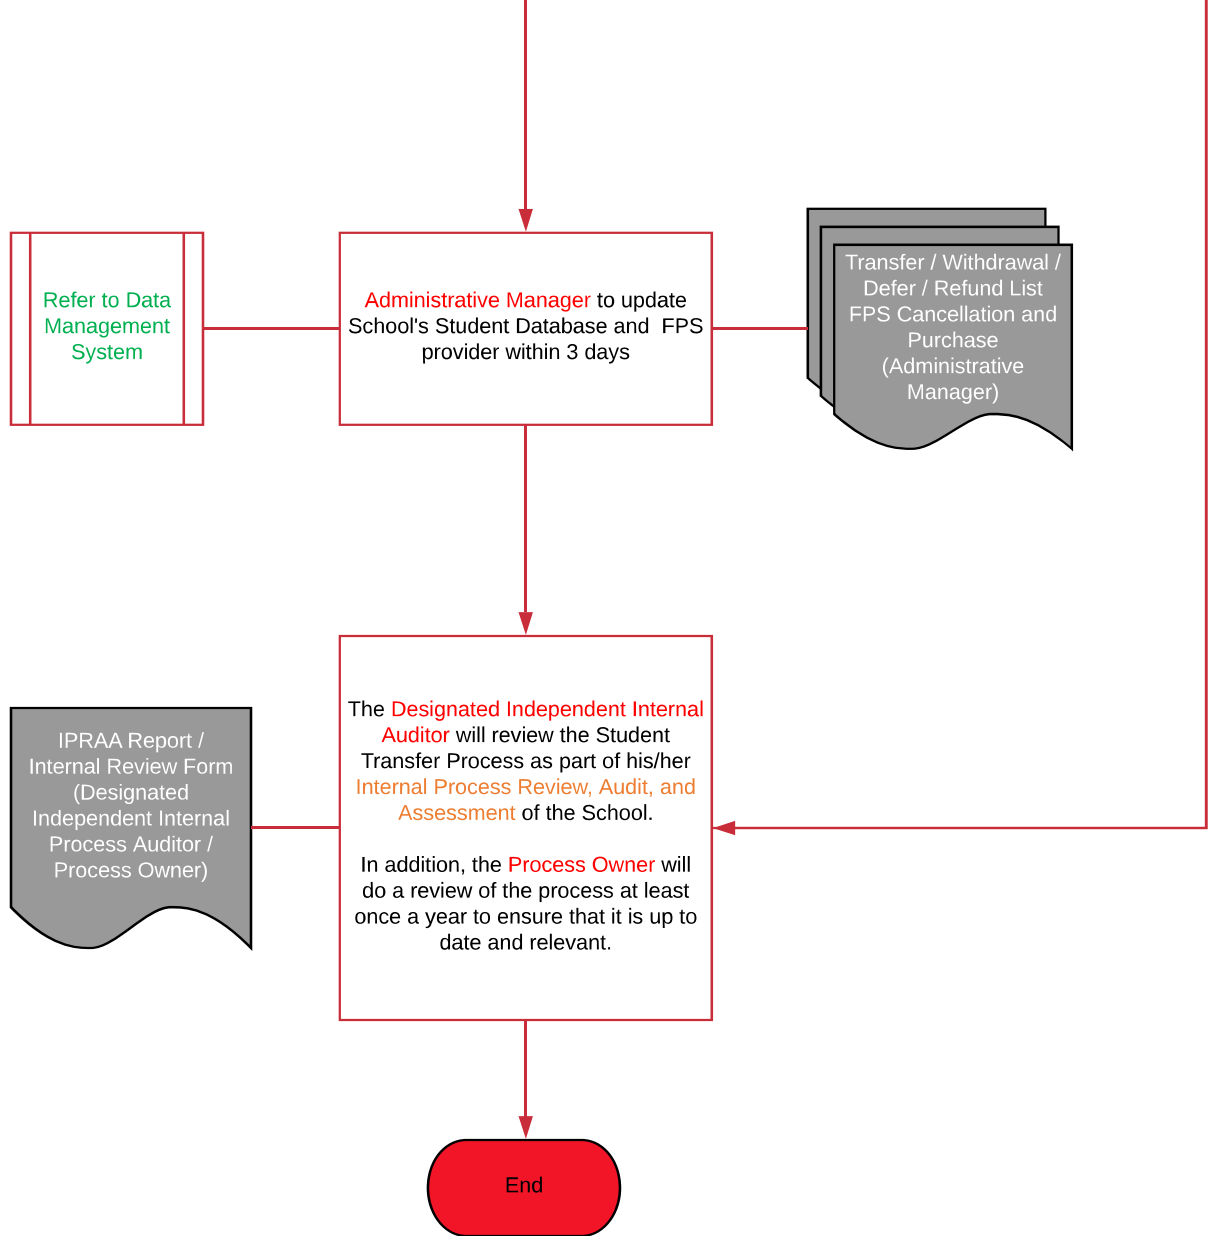 Refer to Data
Management
System
Administrative Manager to update
School's Student Database and  FPS
provider within 3 days
Transfer / Withdrawal /
Defer / Refund List
FPS Cancellation and
Purchase
(Administrative
Manager)
IPRAA Report /
Internal Review Form
(Designated
Independent Internal
Process Auditor /
Process Owner)
The Designated Independent Internal
Auditor will review the Student
Transfer Process as part of his/her
Internal Process Review, Audit, and
Assessment of the School.
In addition, the Process Owner will
do a review of the process at least
once a year to ensure that it is up to
date and relevant.
End